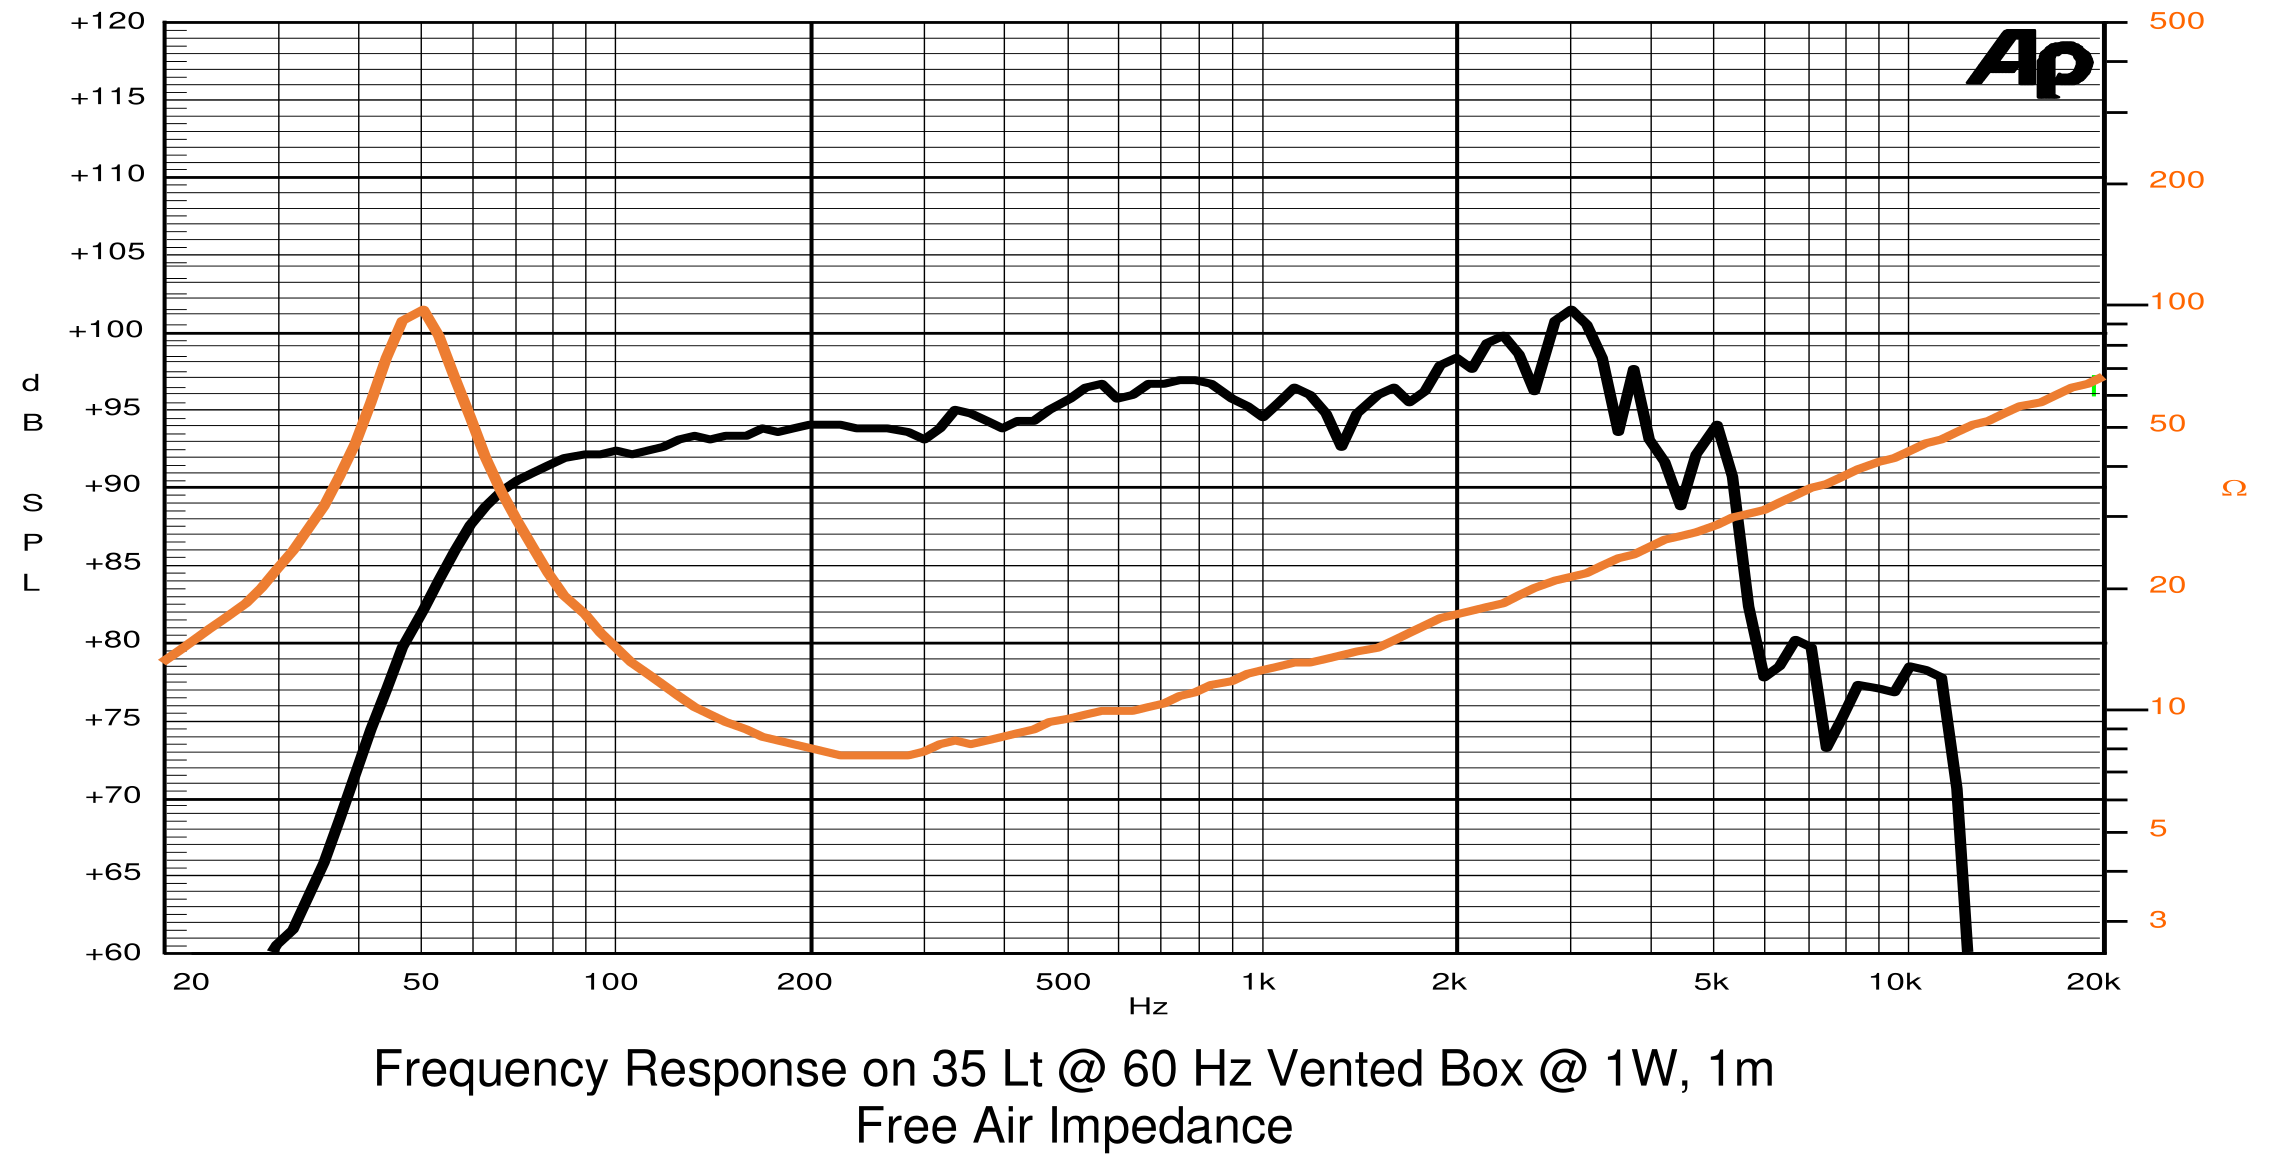 +120
+115
+110
+105
+100
+95
+90
+85
+80
+75
+70
+65
+60
d
B
S
P
L
Ap
500
200
100
50
20
10
5
3
Ω
20 50 100 200 500 1k 2k 5k 10k 20k
Hz
Frequency Response on 35 Lt @ 60 Hz Vented Box @ 1W, 1m
Free Air Impedance